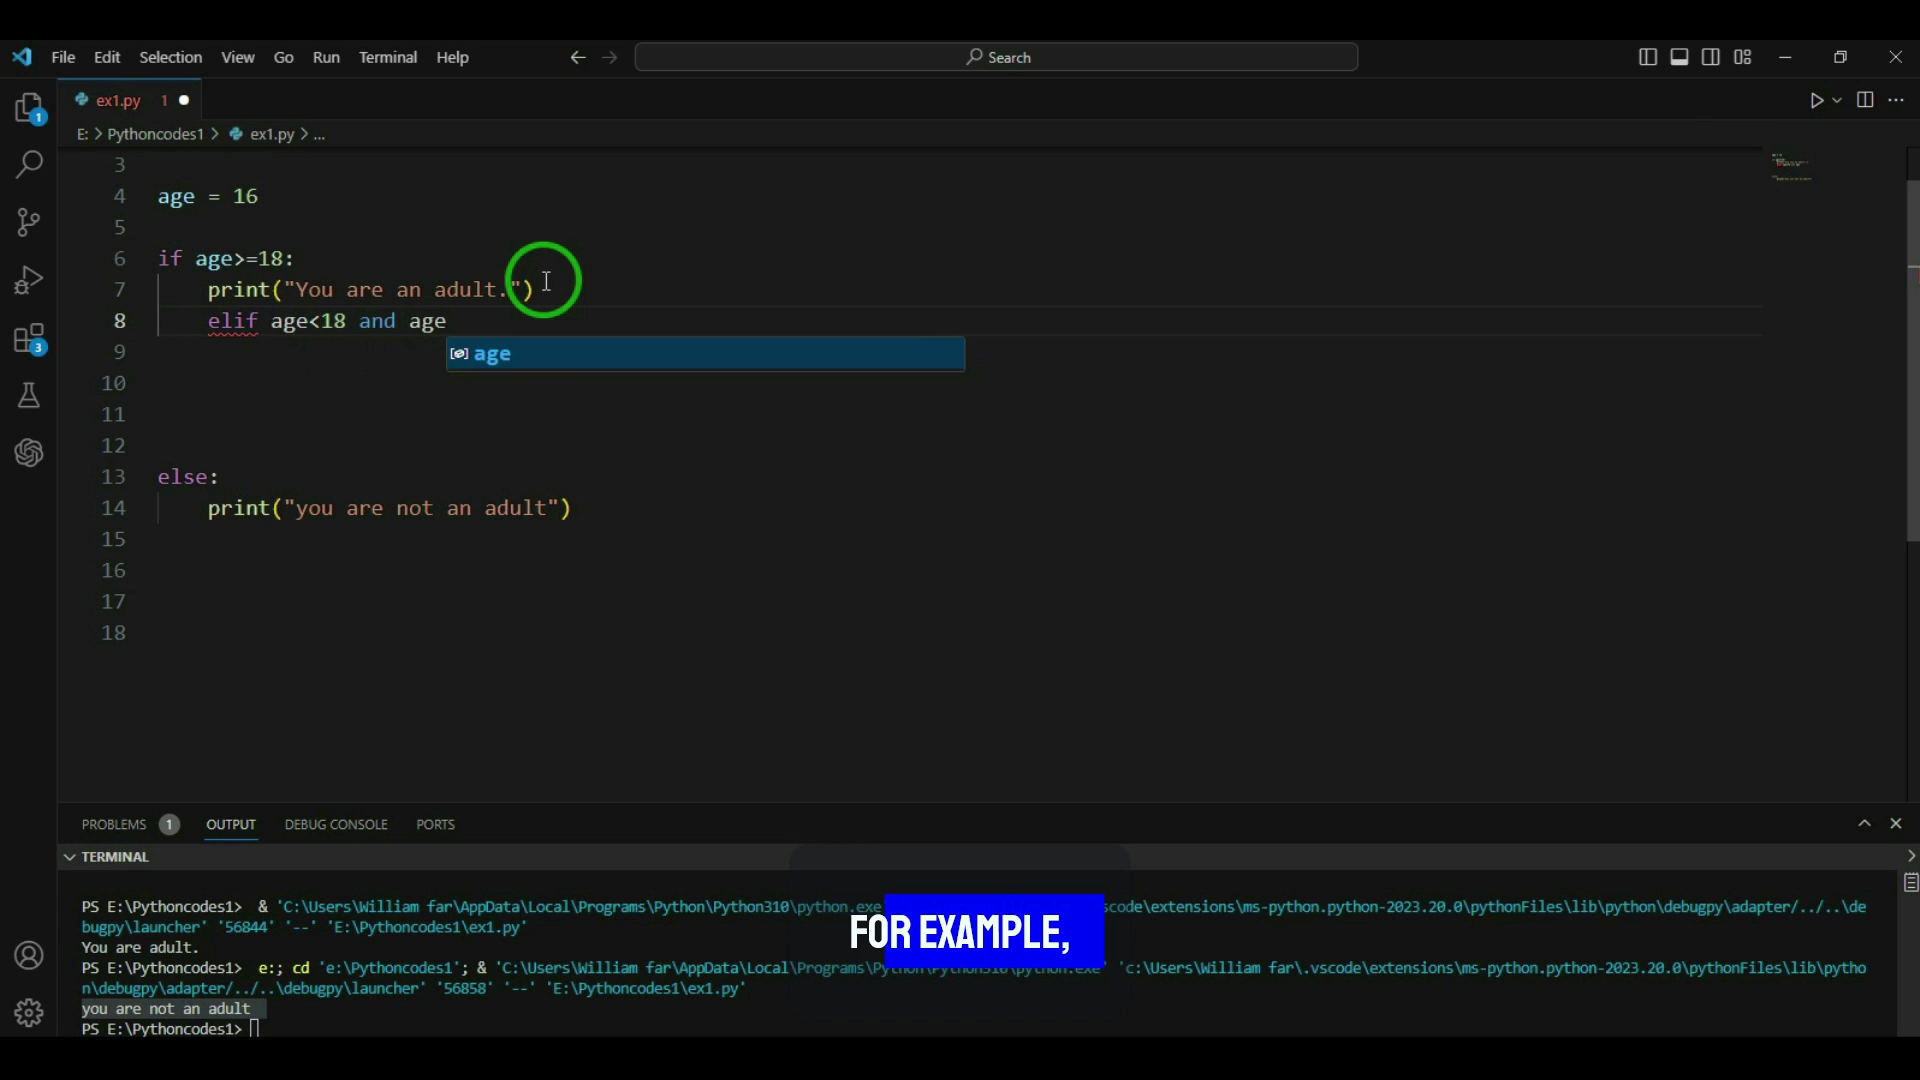 File Edit Selection View Go Run Terminal Help
Search
ex1.py 1
E: > Pythoncodes1 > ex1.py > ...
3
4 age = 16
5
6 if age>=18:
7 print("You are an adult.")
8 elif age<18 and age
9
age
10
11
12
13 else:
14 print("you are not an adult")
15
16
17
18
1
3
PROBLEMS 1 OUTPUT DEBUG CONSOLE PORTS
TERMINAL
PS E:\Pythoncodes1> & 'C:\Users\William far\AppData\Local\Programs\Python\Python310\python.exe scode\extensions\ms-python.python-2023.20.0\pythonFiles\lib\python\debugpy\adapter/../..\de
bugpy\launcher' '56844' '--' 'E:\Pythoncodes1\ex1.py'
You are adult.
PS E:\Pythoncodes1> e:; cd 'e:\Pythoncodes1'; & 'C:\Users\William far\AppData\Local\Programs\Python\Python310\python.exe' 'c:\Users\William far\.vscode\extensions\ms-python.python-2023.20.0\pythonFiles\lib\pytho
n\debugpy\adapter/../..\debugpy\launcher' '56858' '--' 'E:\Pythoncodes1\ex1.py'
you are not an adult
PS E:\Pythoncodes1>
FOR EXAMPLE,